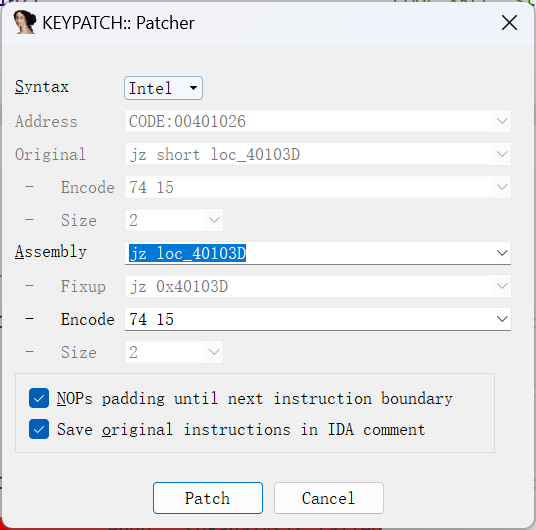 KEYPATCH:: Patcher
Syntax Intel
Address CODE:00401026
Original jz short loc_40103D
- Encode 74 15
- Size 2
Assembly jz loc_40103D
- Fixup jz 0x40103D
- Encode 74 15
- Size 2
NOPs padding until next instruction boundary
Save original instructions in IDA comment
Patch Cancel